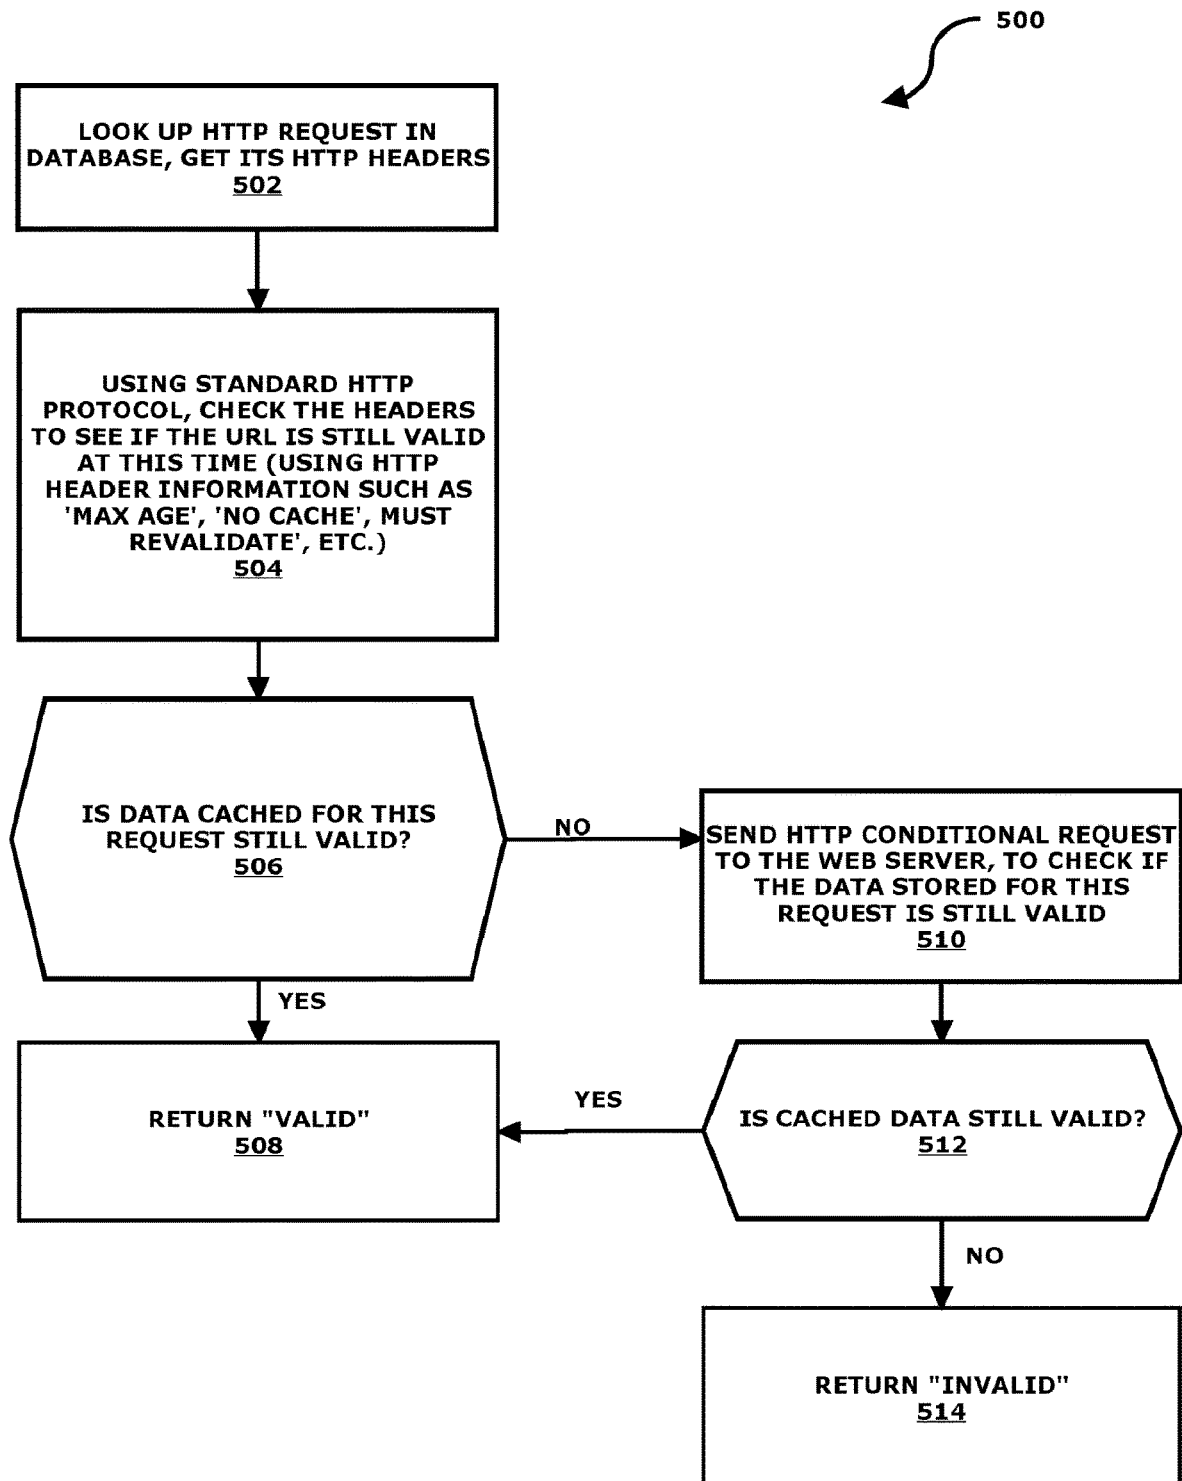 500
LOOK UP HTTP REQUEST IN
DATABASE, GET ITS HTTP HEADERS
502
USING STANDARD HTTP
PROTOCOL, CHECK THE HEADERS
TO SEE IF THE URL IS STILL VALID
AT THIS TIME (USING HTTP
HEADER INFORMATION SUCH AS
'MAX AGE', 'NO CACHE', MUST
REVALIDATE', ETC.)
504
IS DATA CACHED FOR THIS
REQUEST STILL VALID?
506
NO
SEND HTTP CONDITIONAL REQUEST
TO THE WEB SERVER, TO CHECK IF
THE DATA STORED FOR THIS
REQUEST IS STILL VALID
510
YES
RETURN "VALID"
508
YES
IS CACHED DATA STILL VALID?
512
NO
RETURN "INVALID"
514